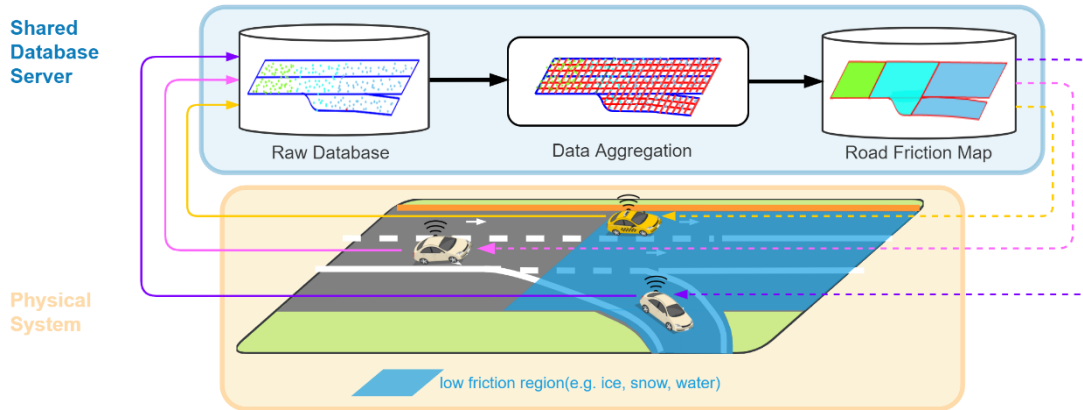 Shared
Database
Server
Raw Database
Data Aggregation
Road Friction Map
Physical
System
low friction region(e.g. ice, snow, water)